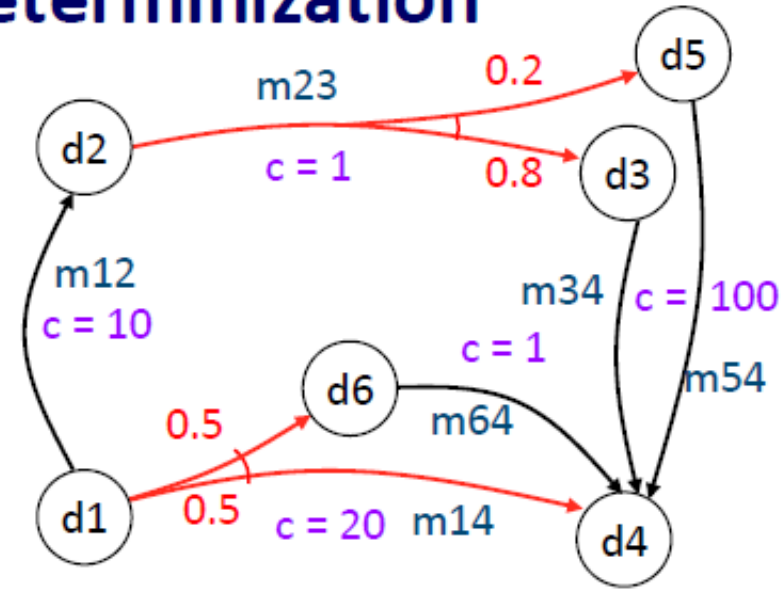 eterminization
d5
m23
0.2
d2
c = 1
0.8
d3
m12
c = 10
m34
c = 100
c = 1
d6
m64
m54
0.5
d1
0.5
c = 20
m14
d4